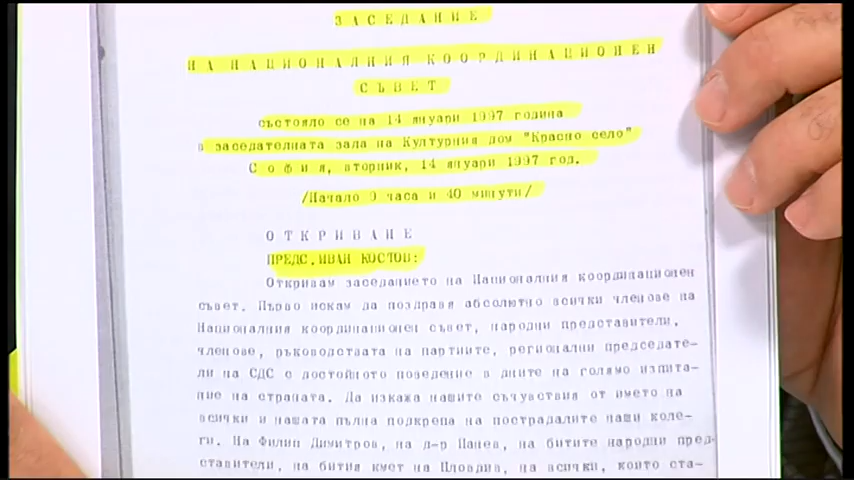 З А С Е Д А Н И Е
Н А Н А Ц И О Н А Л Н И Я К О О Р Д И Н А Ц И О Н Е Н
С Ъ В Е Т
състояло се на 14 януари 1997 година
в заседателната зала на Културния дом "Красно село"
С о ф и я, вторник, 14 януари 1997 год.
/Начало 9 часа и 40 минути/
О Т К Р И В А Н Е
ПРЕДС. ИВАН КОСТОВ:
Откривам заседанието на Националния координационен
съвет. Първо искам да поздравя абсолютно всички членове на
Националния координационен съвет, народни представители,
членове, ръководствата на партиите, регионални председате-
ли на СДС с достойното поведение в дните на голямо изпита-
ние на страната. Да изкажа нашите съчувствия от името на
всички и нашата пълна подкрепа на пострадалите наши коле-
ги. На Филип Димитров, на д-р Панев, на битите народни пред-
ставители, на бития кмет на Пловдив, на всички, които ста-